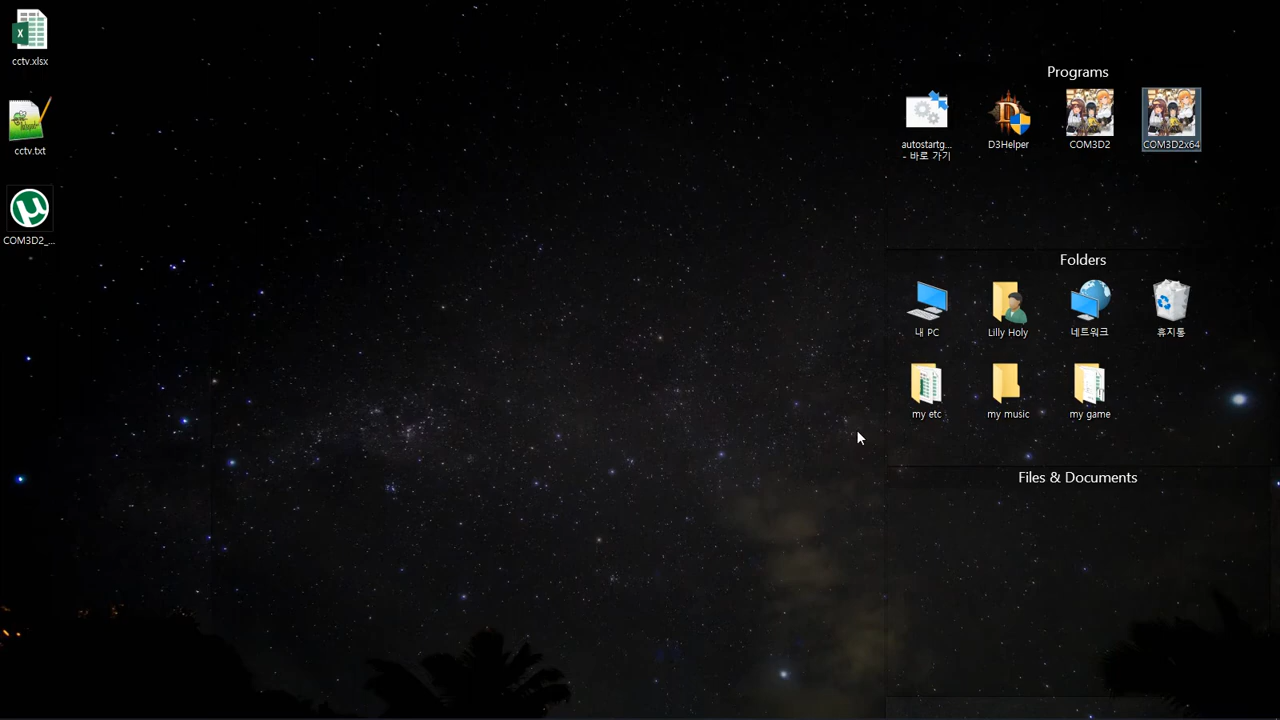 cctv.xlsx
cctv.txt
COM3D2_...
Programs
autostartg...
- 바로 가기
D3Helper
COM3D2
COM3D2x64
Folders
내 PC
Lilly Holy
네트워크
휴지통
my etc
my music
my game
Files & Documents